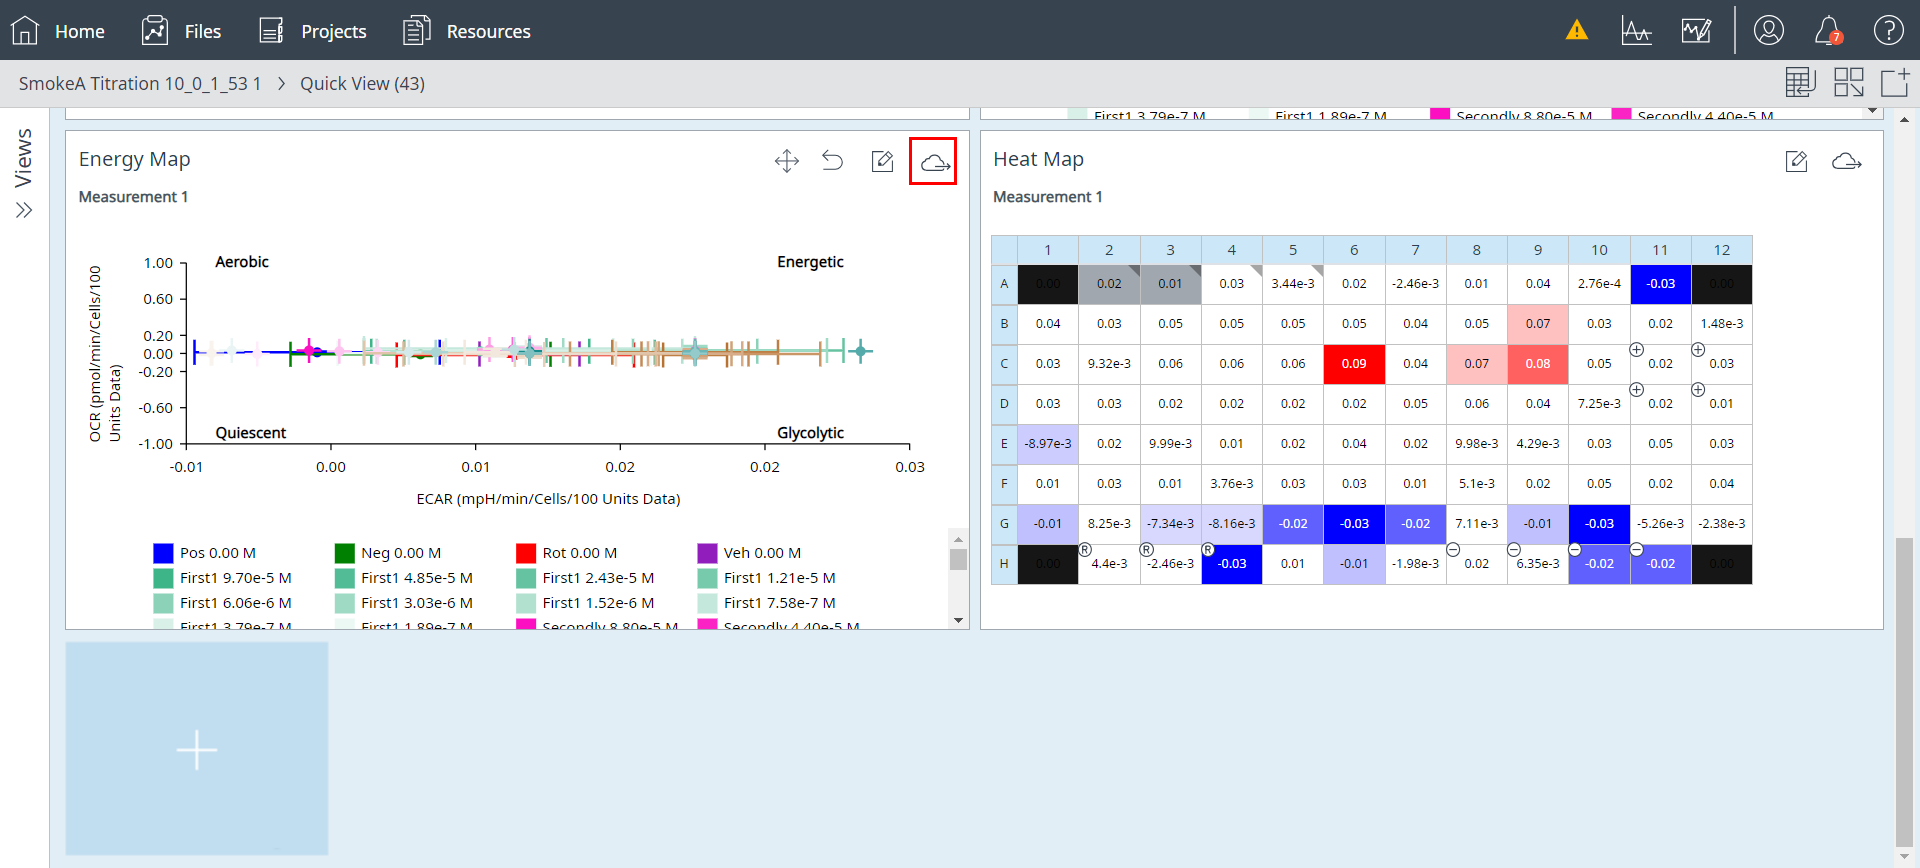 Home Files Projects Resources 7 ?
SmokeA Titration 10_0_1_53 1 > Quick View (43)
Views
First1 3.79e-7 M First1 1.89e-7 M Secondly 8.80e-5 M Secondly 4.40e-5 M
Energy Map
Measurement 1
OCR (pmol/min/Cells/100
Units Data)
1.00
0.60
0.20
0.00
-0.20
-0.60
-1.00
Aerobic Energetic
Quiescent Glycolytic
-0.01 0.00 0.01 0.02 0.02 0.03
ECAR (mpH/min/Cells/100 Units Data)
Pos 0.00 M Neg 0.00 M Rot 0.00 M Veh 0.00 M
First1 9.70e-5 M First1 4.85e-5 M First1 2.43e-5 M First1 1.21e-5 M
First1 6.06e-6 M First1 3.03e-6 M First1 1.52e-6 M First1 7.58e-7 M
First1 3.79e-7 M First1 1.89e-7 M Secondly 8.80e-5 M Secondly 4.40e-5 M
Heat Map
Measurement 1
1 2 3 4 5 6 7 8 9 10 11 12
A 0.00 0.02 0.01 0.03 3.44e-3 0.02 -2.46e-3 0.01 0.04 2.76e-4 -0.03 0.00
B 0.04 0.03 0.05 0.05 0.05 0.05 0.04 0.05 0.07 0.03 0.02 1.48e-3
C 0.03 9.32e-3 0.06 0.06 0.06 0.09 0.04 0.07 0.08 0.05 0.02 0.03
D 0.03 0.03 0.02 0.02 0.02 0.02 0.05 0.06 0.04 7.25e-3 0.02 0.01
E -8.97e-3 0.02 9.99e-3 0.01 0.02 0.04 0.02 9.98e-3 4.29e-3 0.03 0.05 0.03
F 0.01 0.03 0.01 3.76e-3 0.03 0.03 0.01 5.1e-3 0.02 0.05 0.02 0.04
G -0.01 8.25e-3 -7.34e-3 -8.16e-3 -0.02 -0.03 -0.02 7.11e-3 -0.01 -0.03 -5.26e-3 -2.38e-3
R R R
H 0.00 4.4e-3 -2.46e-3 -0.03 0.01 -0.01 -1.98e-3 0.02 6.35e-3 -0.02 -0.02 0.00